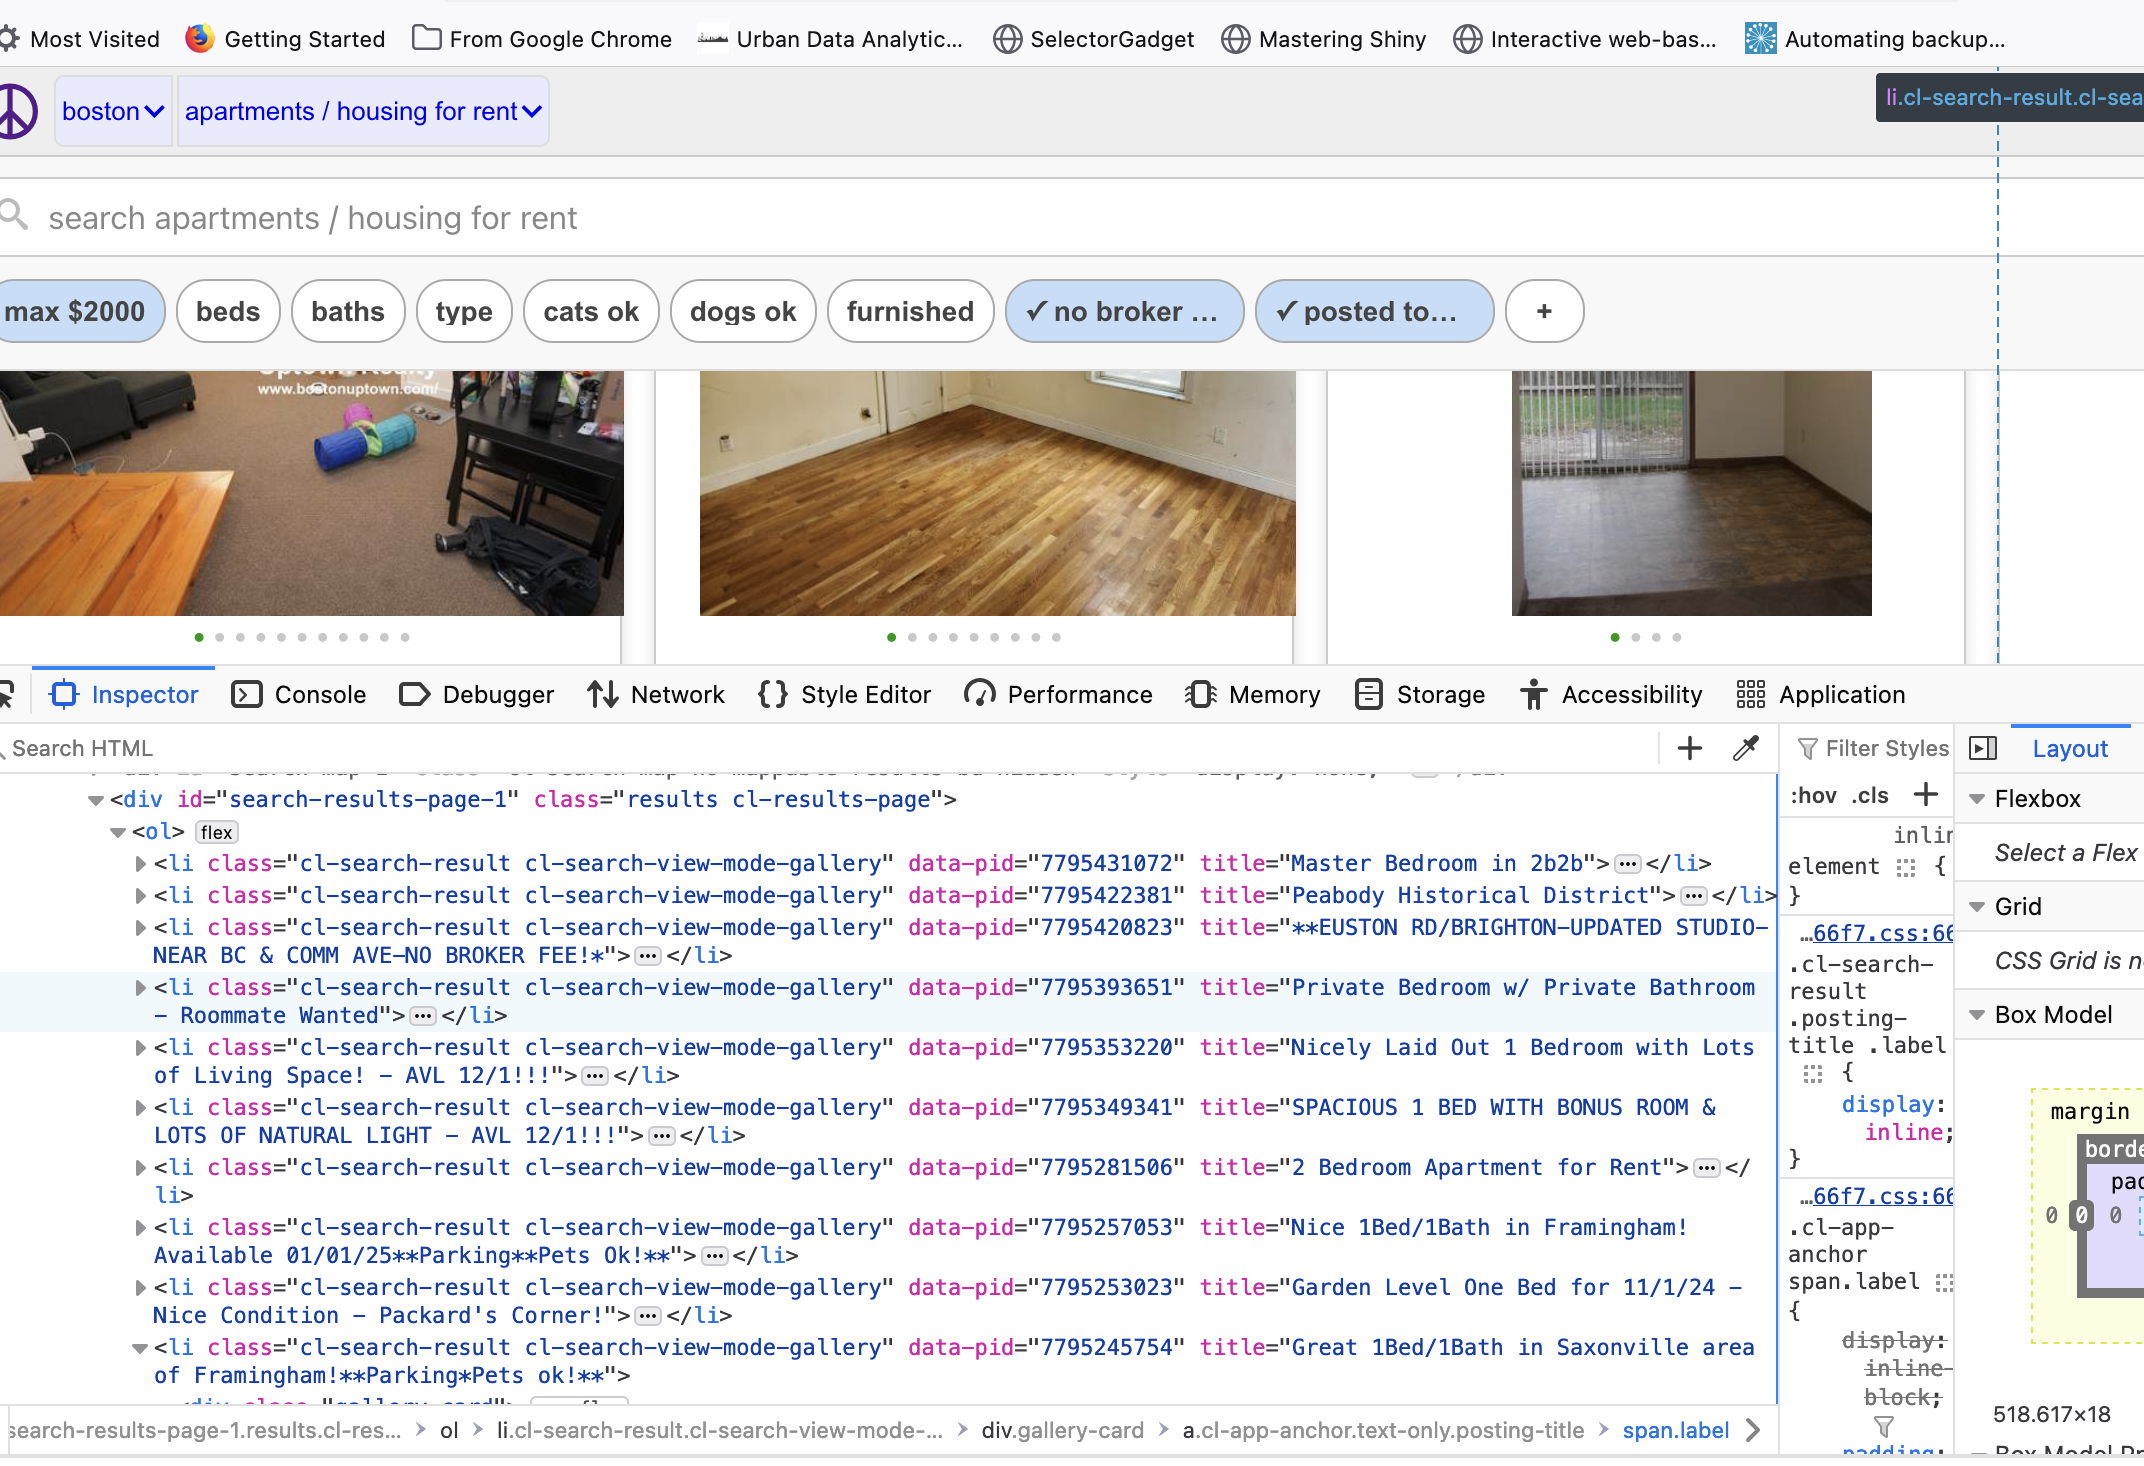 Most Visited Getting Started From Google Chrome Urban Data Analytic... SelectorGadget Mastering Shiny Interactive web-bas... Automating backup...
boston apartments / housing for rent
li.cl-search-result.cl-sea
search apartments / housing for rent
max $2000 beds baths type cats ok dogs ok furnished ✓ no broker ... ✓ posted to... +
Uptown Realty
www.bostonuptown.com/
Inspector Console Debugger Network Style Editor Performance Memory Storage Accessibility Application
Search HTML
<div id="search-results-page-1" class="results cl-results-page">
<ol> flex
<li class="cl-search-result cl-search-view-mode-gallery" data-pid="7795431072" title="Master Bedroom in 2b2b">…</li>
<li class="cl-search-result cl-search-view-mode-gallery" data-pid="7795422381" title="Peabody Historical District">…</li>
<li class="cl-search-result cl-search-view-mode-gallery" data-pid="7795420823" title="**EUSTON RD/BRIGHTON-UPDATED STUDIO-
NEAR BC & COMM AVE—NO BROKER FEE!*">…</li>
<li class="cl-search-result cl-search-view-mode-gallery" data-pid="7795393651" title="Private Bedroom w/ Private Bathroom
- Roommate Wanted">…</li>
<li class="cl-search-result cl-search-view-mode-gallery" data-pid="7795353220" title="Nicely Laid Out 1 Bedroom with Lots
of Living Space! - AVL 12/1!!!">…</li>
<li class="cl-search-result cl-search-view-mode-gallery" data-pid="7795349341" title="SPACIOUS 1 BED WITH BONUS ROOM &
LOTS OF NATURAL LIGHT - AVL 12/1!!!">…</li>
<li class="cl-search-result cl-search-view-mode-gallery" data-pid="7795281506" title="2 Bedroom Apartment for Rent">…</
li>
<li class="cl-search-result cl-search-view-mode-gallery" data-pid="7795257053" title="Nice 1Bed/1Bath in Framingham!
Available 01/01/25**Parking**Pets Ok!**">…</li>
<li class="cl-search-result cl-search-view-mode-gallery" data-pid="7795253023" title="Garden Level One Bed for 11/1/24 -
Nice Condition - Packard's Corner!">…</li>
<li class="cl-search-result cl-search-view-mode-gallery" data-pid="7795245754" title="Great 1Bed/1Bath in Saxonville area
of Framingham!**Parking*Pets ok!**">
search-results-page-1.results.cl-res... ol li.cl-search-result.cl-search-view-mode-... div.gallery-card a.cl-app-anchor.text-only.posting-title span.label
Filter Styles
:hov .cls +
inlin
element {
}
…66f7.css:66
.cl-search-
result
.posting-
title .label
{
display:
inline;
}
…66f7.css:66
.cl-app-
anchor
span.label
{
display:
inline-
block;
padding:
Layout
Flexbox
Select a Flex
Grid
CSS Grid is n
Box Model
margin
borde
pad
0 0 0
518.617×18
Box Model Pr